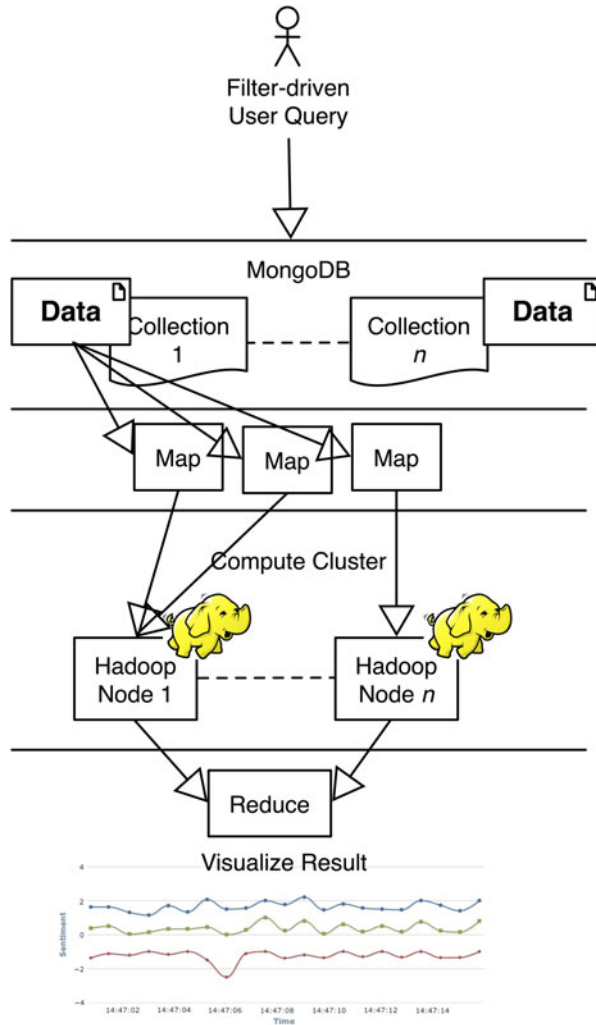 Filter-driven
User Query
MongoDB
Data
Collection
1
Collection
n
Data
Map
Map
Map
Compute Cluster
Hadoop
Node 1
Hadoop
Node n
Reduce
Visualize Result
4
2
0
−2
−4
Sentiment
14:47:02
14:47:04
14:47:06
14:47:08
14:47:10
14:47:12
14:47:14
Time